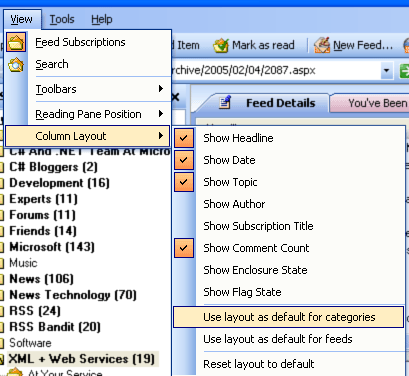 View Tools Help
Feed Subscriptions
d Item Mark as read New Feed...
Search
rchive/2005/02/04/2087.aspx
Toolbars
Reading Pane Position
Feed Details You've Been
Column Layout
Show Headline
C# And .NET Team At Micro
Show Date
C# Bloggers (2)
Development (16)
Show Topic
Experts (11)
Show Author
Forums (11)
Show Subscription Title
Friends (14)
Microsoft (143)
Show Comment Count
Music
Show Enclosure State
News (106)
News Technology (70)
Show Flag State
RSS (24)
Use layout as default for categories
RSS Bandit (20)
Software
Use layout as default for feeds
XML + Web Services (19)
Reset layout to default
At Your Service